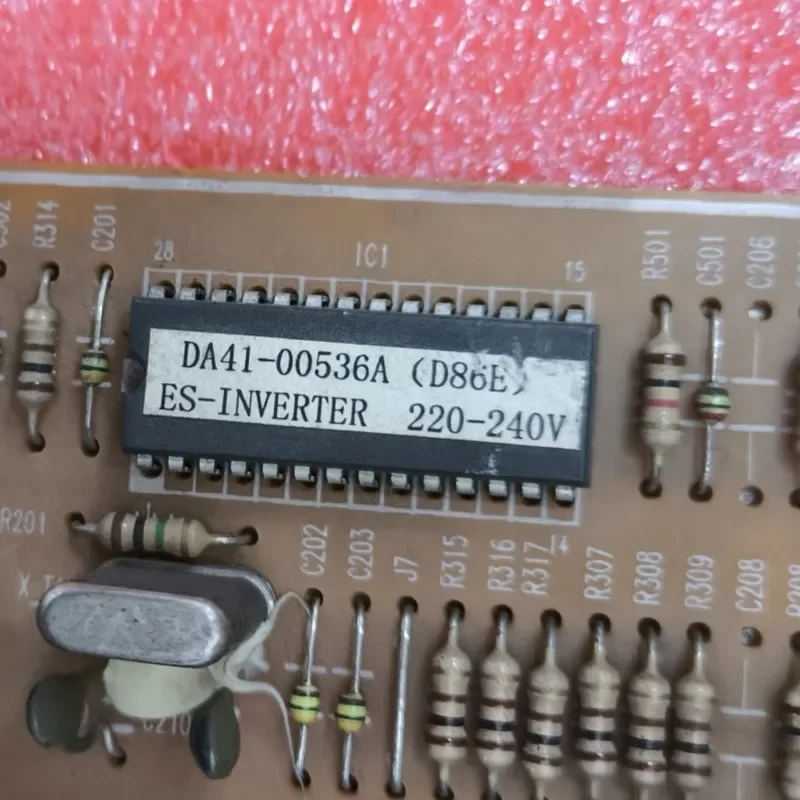 R314
C201
28
IC1
15
R501
C501
C206
DA41-00536A (D86E)
ES-INVERTER 220-240V
R201
C202
C203
J7
R315
R316
R317
14
R307
R308
R309
C208
C210